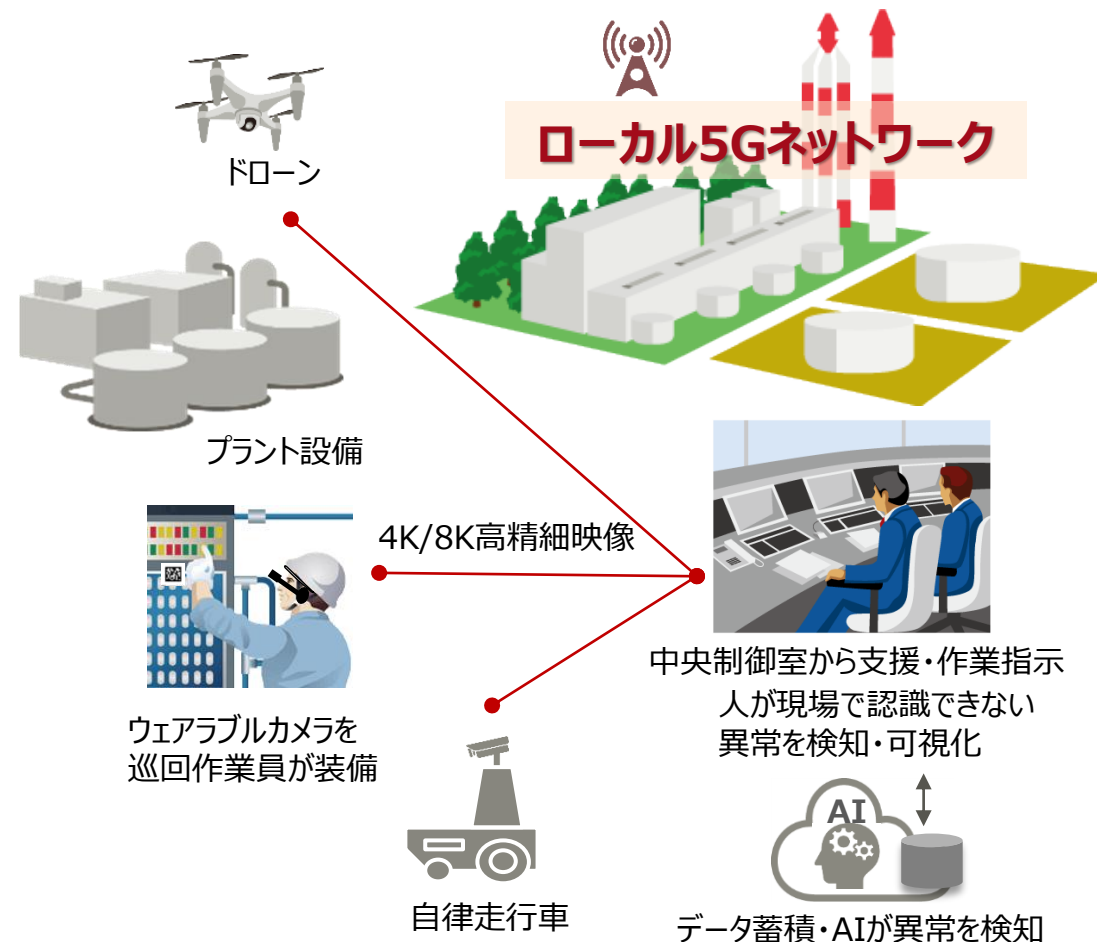 ローカル5Gネットワーク
ドローン
プラント設備
4K/8K高精細映像
ウェアラブルカメラを
巡回作業員が装備
中央制御室から支援・作業指示
人が現場で認識できない
異常を検知・可視化
自律走行車
AI
データ蓄積・AIが異常を検知